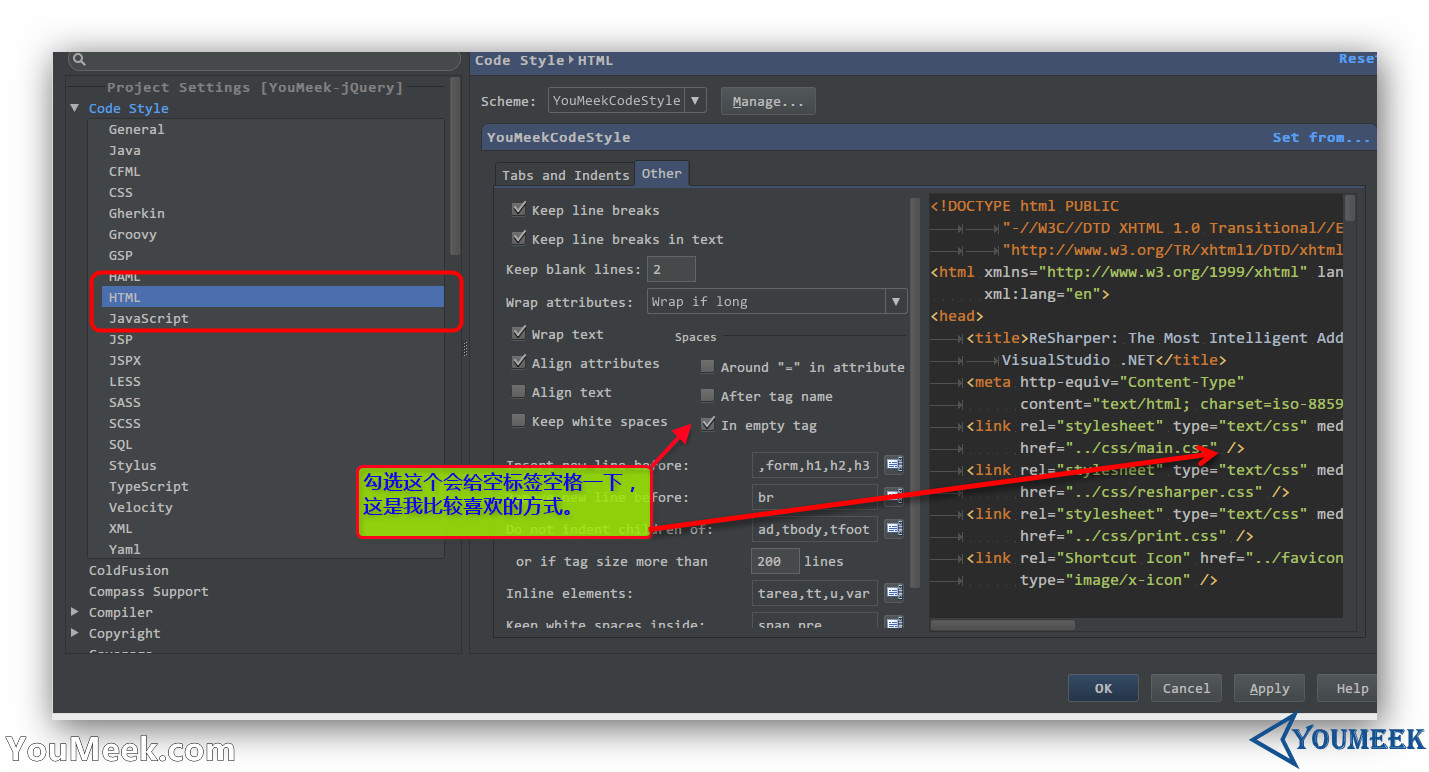 Code Style HTML
Reset
Project Settings [YouMeek-jQuery]
Code Style
General
Java
CFML
CSS
Gherkin
Groovy
GSP
HAML
HTML
JavaScript
JSP
JSPX
LESS
SASS
SCSS
SQL
Stylus
TypeScript
Velocity
XML
Yaml
ColdFusion
Compass Support
Compiler
Copyright
Coverage
Scheme: YouMeekCodeStyle Manage...
YouMeekCodeStyle Set from...
Tabs and Indents Other
Keep line breaks
Keep line breaks in text
Keep blank lines: 2
Wrap attributes: Wrap if long
Wrap text
Spaces
Align attributes
Around "=" in attribute
Align text
After tag name
Keep white spaces
In empty tag
Insert new line before: ,form,h1,h2,h3
new line before: br
Do not indent children of: ad,tbody,tfoot
or if tag size more than 200 lines
Inline elements: tarea,tt,u,var
Keep white spaces inside: span,pre
勾选这个会给空标签空格一下，
这是我比较喜欢的方式。
<!DOCTYPE html PUBLIC
"-//W3C//DTD XHTML 1.0 Transitional//E
"http://www.w3.org/TR/xhtml1/DTD/xhtml
<html xmlns="http://www.w3.org/1999/xhtml" lan
xml:lang="en">
<head>
<title>ReSharper: The Most Intelligent Add
VisualStudio .NET</title>
<meta http-equiv="Content-Type"
content="text/html; charset=iso-8859
<link rel="stylesheet" type="text/css" med
href="../css/main.css" />
<link rel="stylesheet" type="text/css" med
href="../css/resharper.css" />
<link rel="stylesheet" type="text/css" med
href="../css/print.css" />
<link rel="Shortcut Icon" href="../favicon
type="image/x-icon" />
OK Cancel Apply Help
YouMeek.com
YOUMEEK